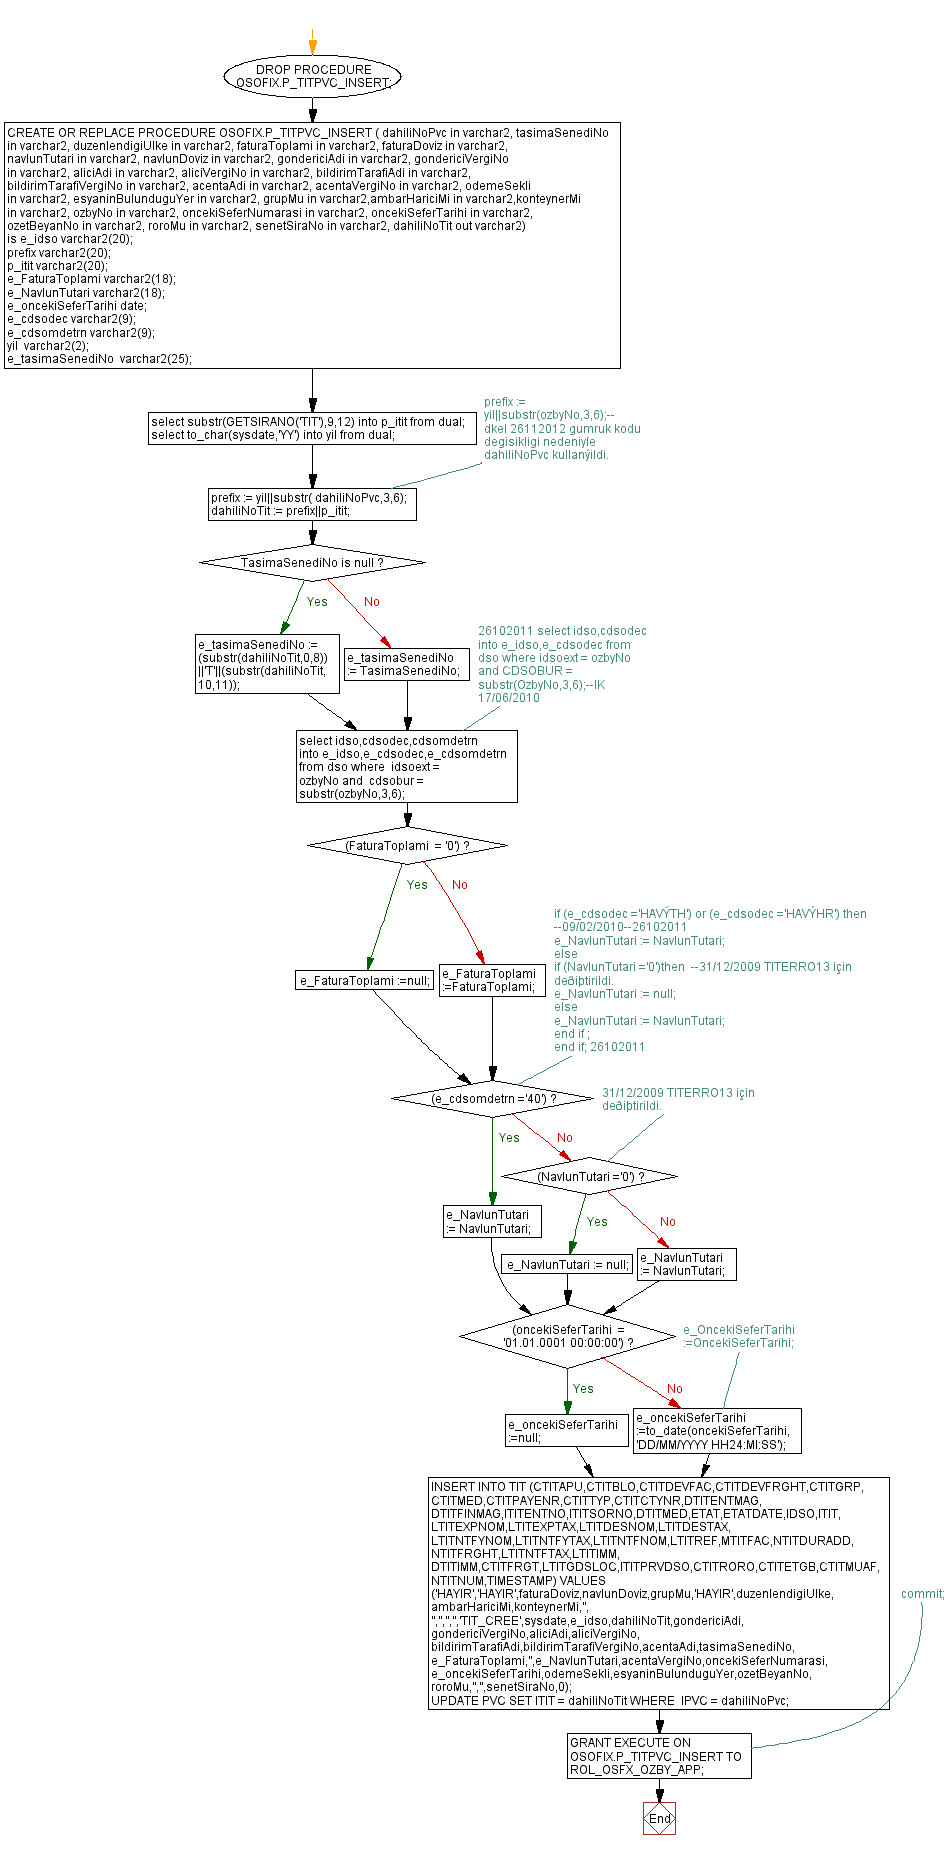 DROP PROCEDURE
OSOFIX.P_TITPVC_INSERT;
CREATE OR REPLACE PROCEDURE OSOFIX.P_TITPVC_INSERT ( dahiliNoPvc in varchar2, tasimaSenediNo
in varchar2, duzenlendigiUlke in varchar2, faturaToplami in varchar2, faturaDoviz in varchar2,
navlunTutari in varchar2, navlunDoviz in varchar2, gondericiAdi in varchar2, gondericiVergiNo
in varchar2, aliciAdi in varchar2, aliciVergiNo in varchar2, bildirimTarafiAdi in varchar2,
bildirimTarafiVergiNo in varchar2, acentaAdi in varchar2, acentaVergiNo in varchar2, odemeSekli
in varchar2, esyaninBulunduguYer in varchar2, grupMu in varchar2,ambarHariciMi in varchar2,konteynerMi
in varchar2, ozbyNo in varchar2, oncekiSeferNumarasi in varchar2, oncekiSeferTarihi in varchar2,
ozetBeyanNo in varchar2, roroMu in varchar2, senetSiraNo in varchar2, dahiliNoTit out varchar2)
is e_idso varchar2(20);
prefix varchar2(20);
p_itit varchar2(20);
e_FaturaToplami varchar2(18);
e_NavlunTutari varchar2(18);
e_oncekiSeferTarihi date;
e_cdsodec varchar2(9);
e_cdsomdetrn varchar2(9);
yil  varchar2(2);
e_tasimaSenediNo  varchar2(25);
select substr(GETSIRANO('TIT'),9,12) into p_itit from dual;
select to_char(sysdate,'YY') into yil from dual;
prefix :=
yil||substr(ozbyNo,3,6);--
dkel 26112012 gumruk kodu
degisikligi nedeniyle
dahiliNoPvc kullanýildi.
prefix := yil||substr( dahiliNoPvc,3,6);
dahiliNoTit := prefix||p_itit;
TasimaSenediNo is null ?
Yes
No
e_tasimaSenediNo :=
(substr(dahiliNoTit,0,8))
||'T'||(substr(dahiliNoTit,
10,11));
e_tasimaSenediNo
:= TasimaSenediNo;
26102011 select idso,cdsodec
into e_idso,e_cdsodec from
dso where idsoext = ozbyNo
and CDSOBUR =
substr(OzbyNo,3,6);--IK
17/06/2010
select idso,cdsodec,cdsomdetrn
into e_idso,e_cdsodec,e_cdsomdetrn
from dso where  idsoext =
ozbyNo and  cdsobur =
substr(ozbyNo,3,6);
(FaturaToplami  = '0') ?
Yes
No
e_FaturaToplami :=null;
e_FaturaToplami
:=FaturaToplami;
if (e_cdsodec ='HAVÝTH') or (e_cdsodec ='HAVÝHR') then
--09/02/2010--26102011
e_NavlunTutari := NavlunTutari;
else
if (NavlunTutari ='0')then  --31/12/2009 TITERRO13 için
deðiþtirildi.
e_NavlunTutari := null;
else
e_NavlunTutari := NavlunTutari;
end if ;
end if; 26102011
(e_cdsomdetrn ='40') ?
31/12/2009 TITERRO13 için
deðiþtirildi.
Yes
No
(NavlunTutari ='0') ?
e_NavlunTutari
:= NavlunTutari;
Yes
No
e_NavlunTutari := null;
e_NavlunTutari
:= NavlunTutari;
(oncekiSeferTarihi  =
'01.01.0001 00:00:00') ?
e_OncekiSeferTarihi
:=OncekiSeferTarihi;
Yes
No
e_oncekiSeferTarihi
:=null;
e_oncekiSeferTarihi
:=to_date(oncekiSeferTarihi,
'DD/MM/YYYY HH24:MI:SS');
INSERT INTO TIT (CTITAPU,CTITBLO,CTITDEVFAC,CTITDEVFRGHT,CTITGRP,
CTITMED,CTITPAYENR,CTITTYP,CTITCTYNR,DTITENTMAG,
DTITFINMAG,ITITENTNO,ITITSORNO,DTITMED,ETAT,ETATDATE,IDSO,ITIT,
LTITEXPNOM,LTITEXPTAX,LTITDESNOM,LTITDESTAX,
LTITNTFYNOM,LTITNTFYTAX,LTITNTFNOM,LTITREF,MTITFAC,NTITDURADD,
NTITFRGHT,LTITNTFTAX,LTITIMM,
DTITIMM,CTITFRGT,LTITGDSLOC,ITITPRVDSO,CTITRORO,CTITETGB,CTITMUAF,
NTITNUM,TIMESTAMP) VALUES
('HAYIR','HAYIR',faturaDoviz,navlunDoviz,grupMu,'HAYIR',duzenlendigiUlke,
ambarHariciMi,konteynerMi,'',
'','','','','TIT_CREE',sysdate,e_idso,dahiliNoTit,gondericiAdi,
gondericiVergiNo,aliciAdi,aliciVergiNo,
bildirimTarafiAdi,bildirimTarafiVergiNo,acentaAdi,tasimaSenediNo,
e_FaturaToplami,'',e_NavlunTutari,acentaVergiNo,oncekiSeferNumarasi,
e_oncekiSeferTarihi,odemeSekli,esyaninBulunduguYer,ozetBeyanNo,
roroMu,'','',senetSiraNo,0);
UPDATE PVC SET ITIT = dahiliNoTit WHERE  IPVC = dahiliNoPvc;
commit;
GRANT EXECUTE ON
OSOFIX.P_TITPVC_INSERT TO
ROL_OSFX_OZBY_APP;
End